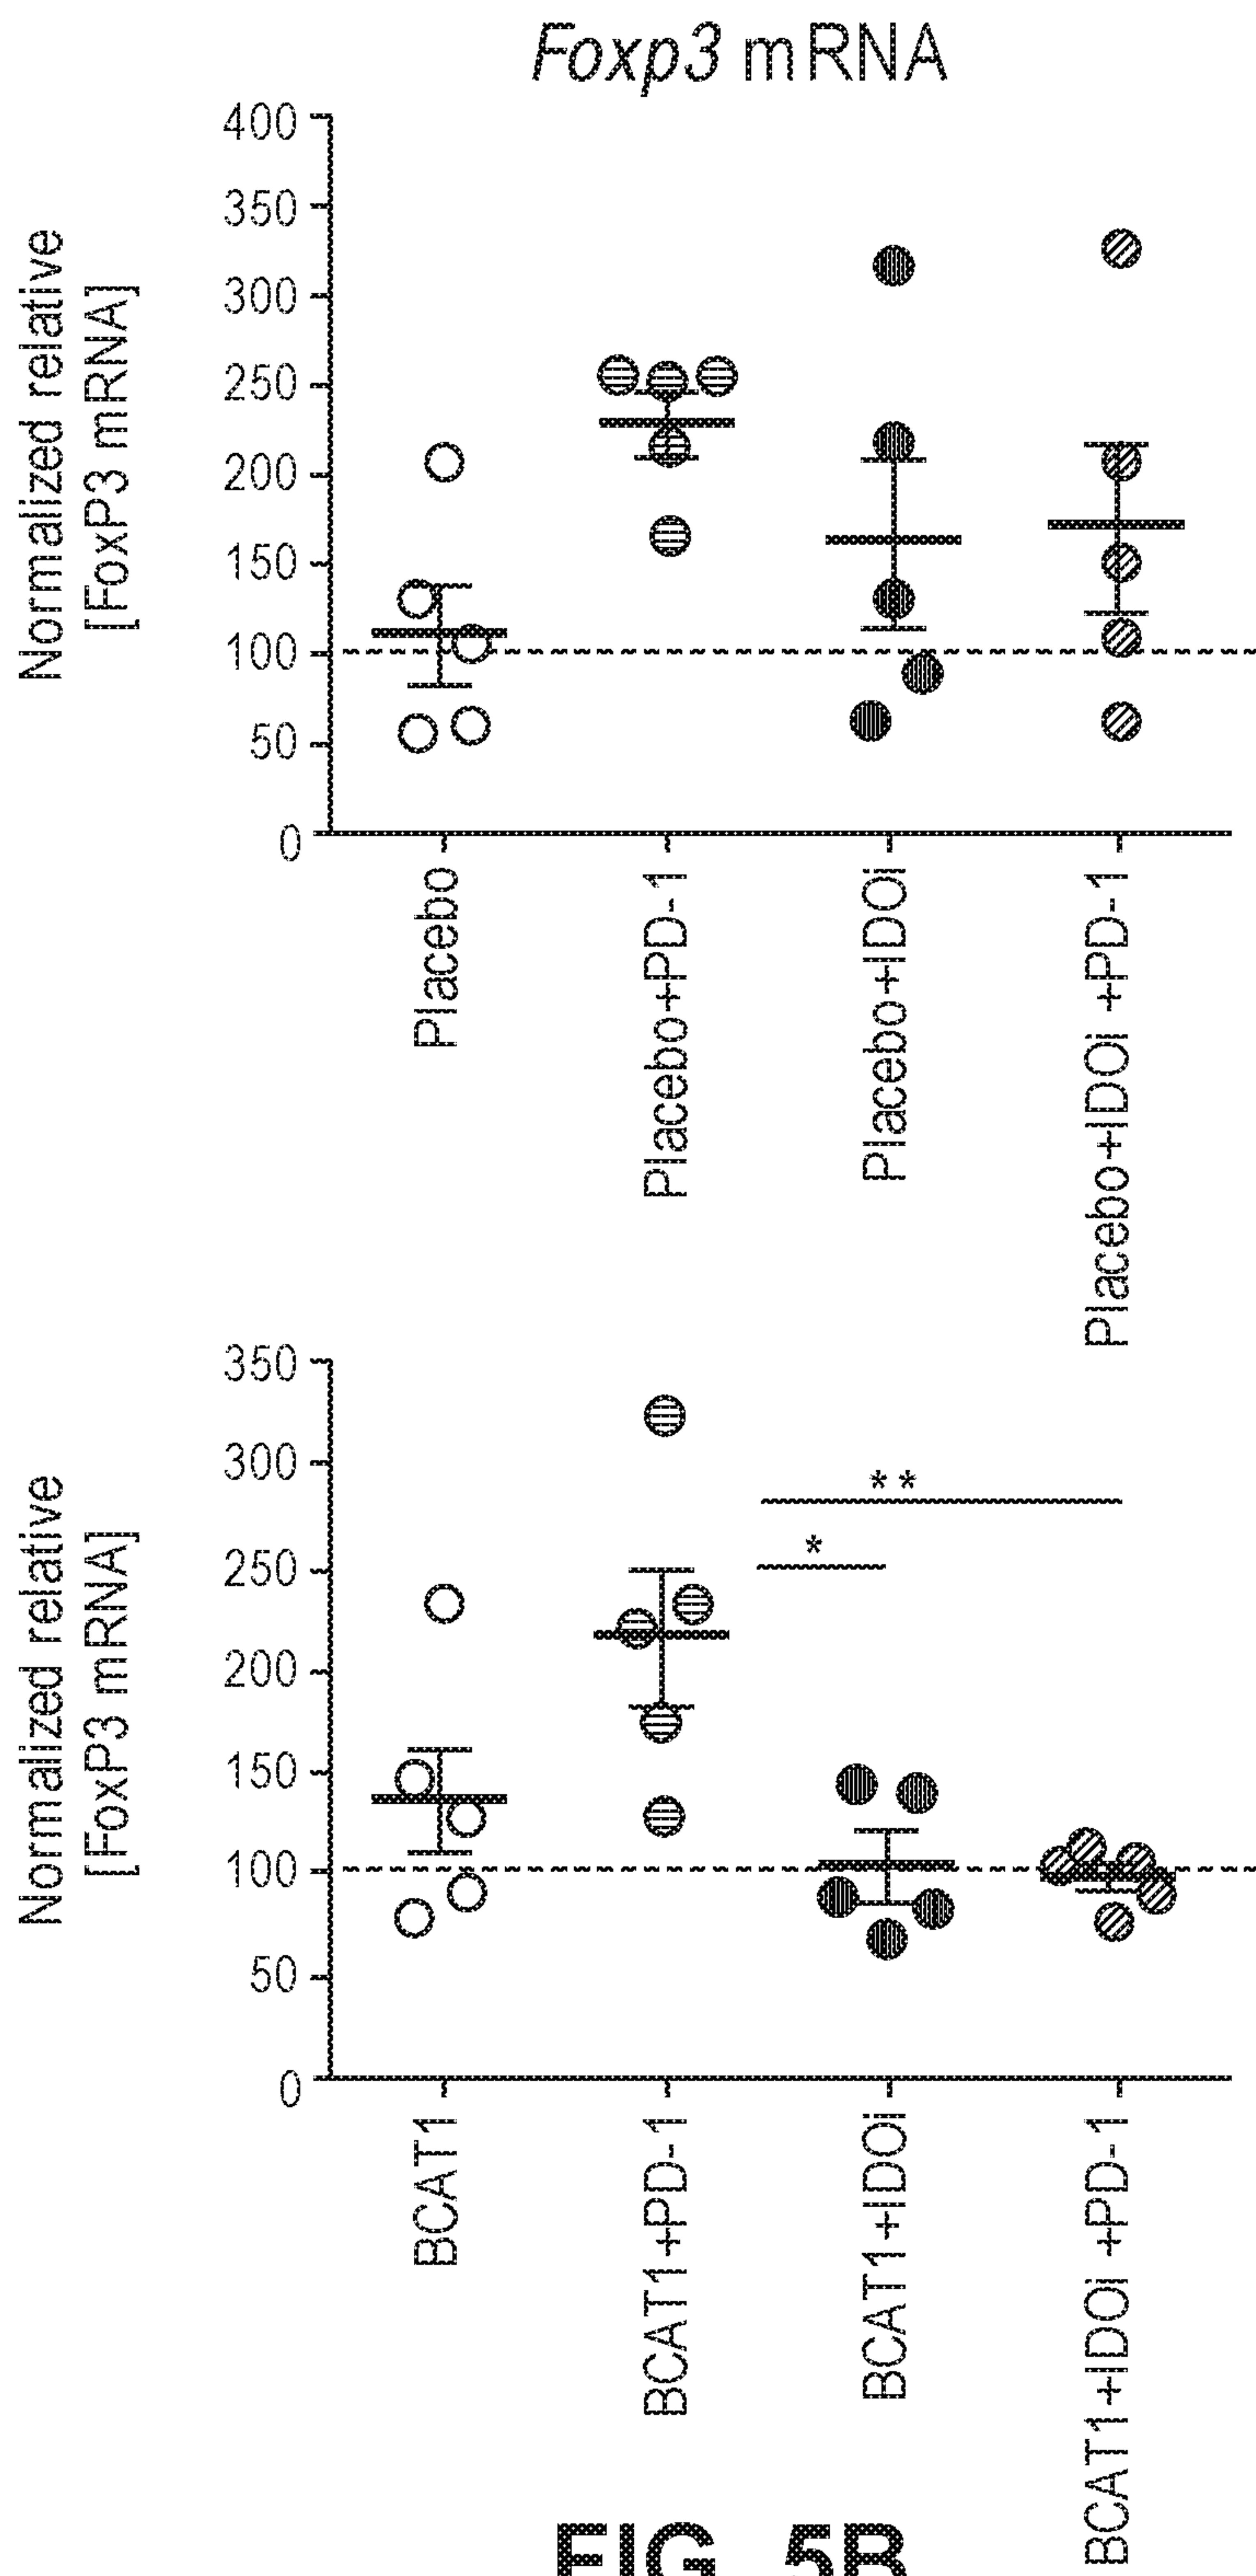 Foxp3 mRNA
Normalized relative
[FoxP3 mRNA]
400
350
300
250
200
150
100
50
0
Placebo
Placebo+PD-1
Placebo+IDOi
Placebo+IDOi +PD-1
Normalized relative
[FoxP3 mRNA]
350
300
250
200
150
100
50
0
**
*
BCAT1
BCAT1+PD-1
BCAT1+IDOi
BCAT1+IDOi +PD-1
FIG. 5B